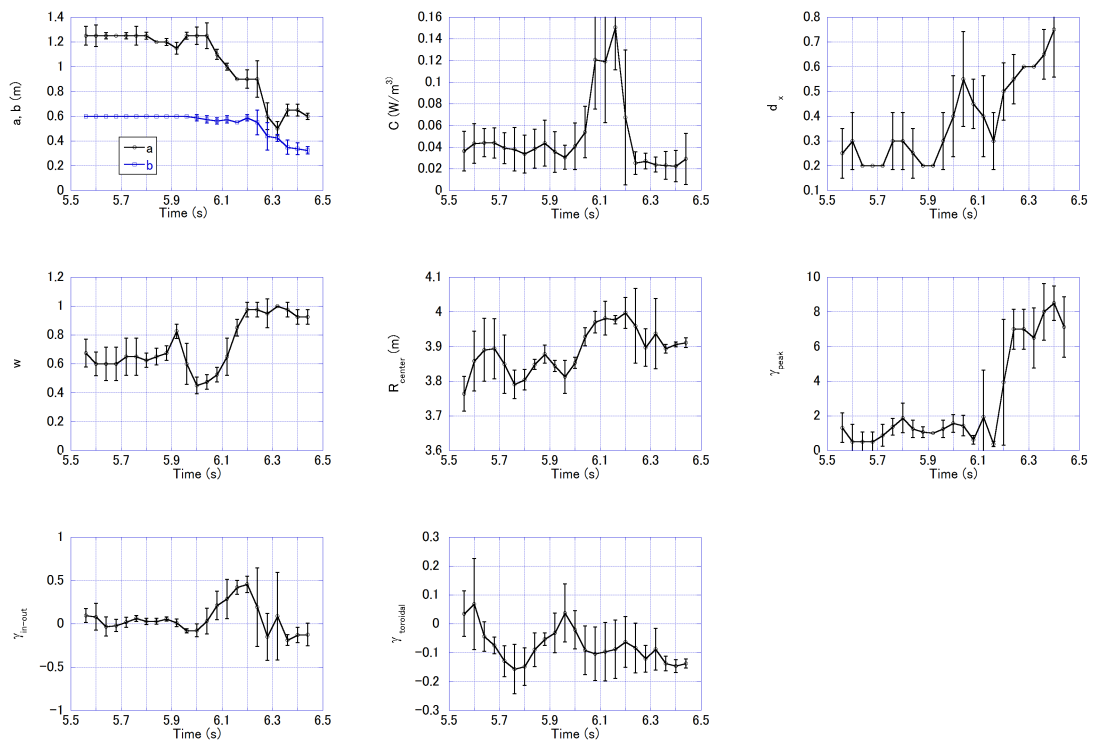 a, b (m)
1.4
1.2
1
0.8
0.6
0.4
0.2
0
a
b
5.5 5.7 5.9 6.1 6.3 6.5
Time (s)
C (W/m³)
0.16
0.14
0.12
0.10
0.08
0.06
0.04
0.02
0
5.5 5.7 5.9 6.1 6.3 6.5
Time (s)
d x
0.8
0.7
0.6
0.5
0.4
0.3
0.2
0.1
5.5 5.7 5.9 6.1 6.3 6.5
Time (s)
w
1.2
1
0.8
0.6
0.4
0.2
0
5.5 5.7 5.9 6.1 6.3 6.5
Time (s)
R center (m)
4.1
4
3.9
3.8
3.7
3.6
5.5 5.7 5.9 6.1 6.3 6.5
Time (s)
γ peak
10
8
6
4
2
0
5.5 5.7 5.9 6.1 6.3 6.5
Time (s)
γ in-out
1
0.5
0
−0.5
−1
5.5 5.7 5.9 6.1 6.3 6.5
Time (s)
γ toroidal
0.3
0.2
0.1
0
−0.1
−0.2
−0.3
5.5 5.7 5.9 6.1 6.3 6.5
Time (s)